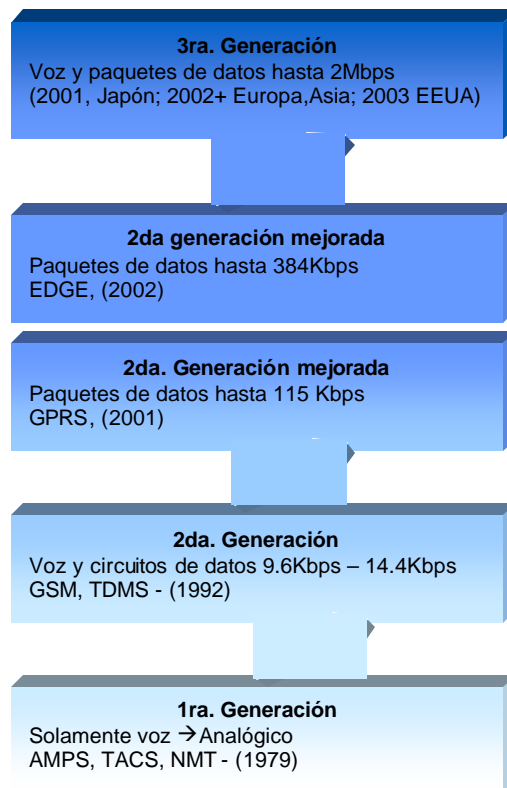 3ra. Generación
Voz y paquetes de datos hasta 2Mbps
(2001, Japón; 2002+ Europa,Asia; 2003 EEUA)
2da generación mejorada
Paquetes de datos hasta 384Kbps
EDGE, (2002)
2da. Generación mejorada
Paquetes de datos hasta 115 Kbps
GPRS, (2001)
2da. Generación
Voz y circuitos de datos 9.6Kbps – 14.4Kbps
GSM, TDMS - (1992)
1ra. Generación
Solamente voz →Analógico
AMPS, TACS, NMT - (1979)